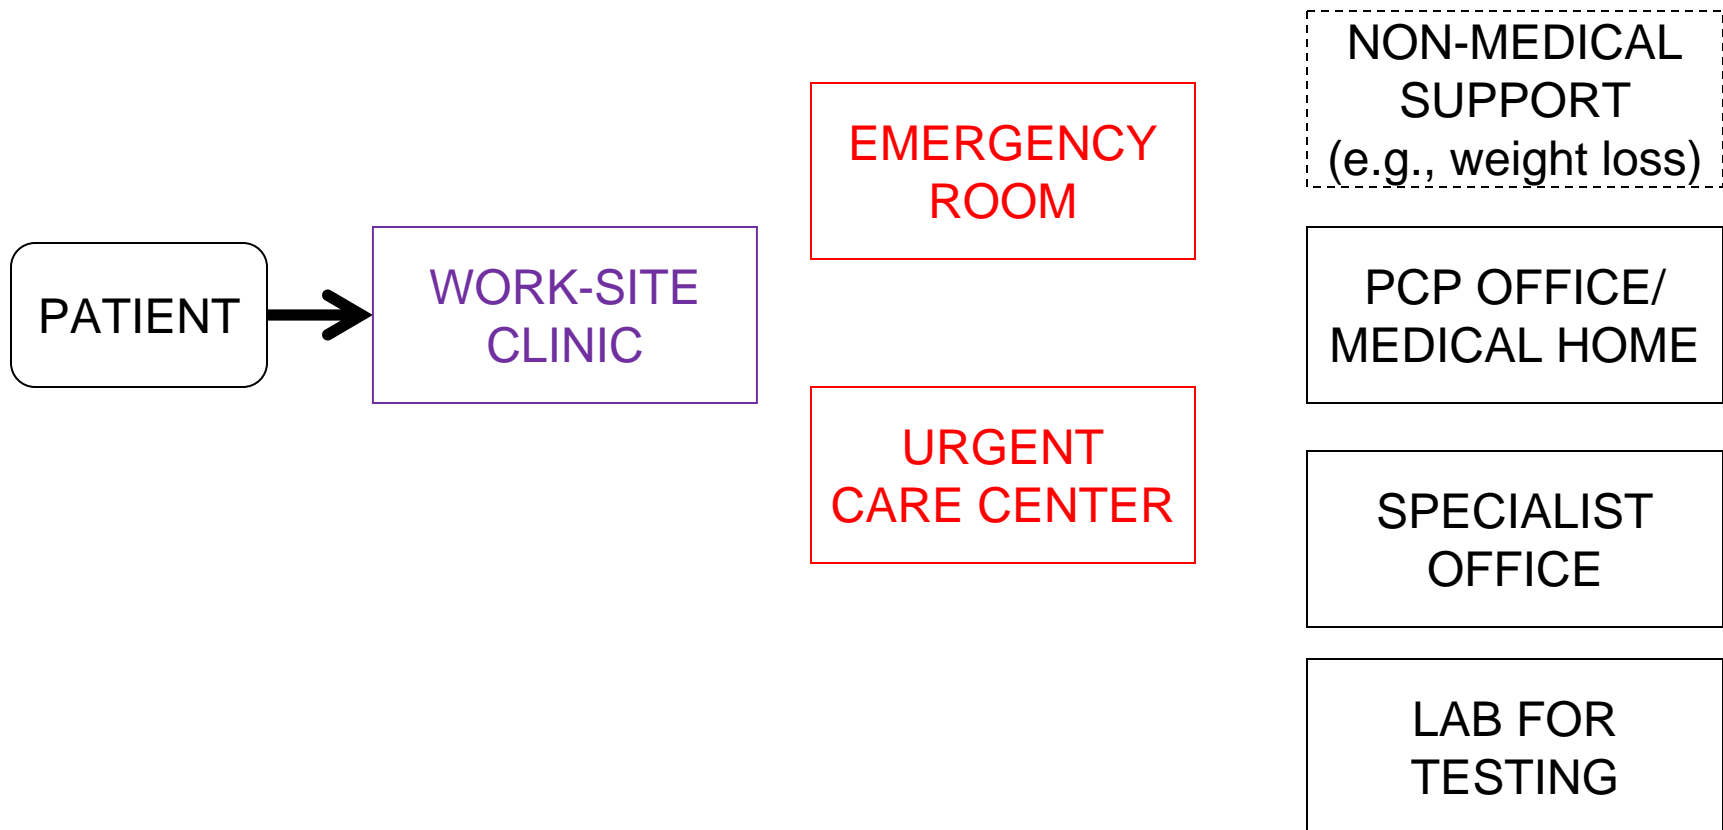 PATIENT
WORK-SITE
CLINIC
EMERGENCY
ROOM
URGENT
CARE CENTER
NON-MEDICAL
SUPPORT
(e.g., weight loss)
PCP OFFICE/
MEDICAL HOME
SPECIALIST
OFFICE
LAB FOR
TESTING